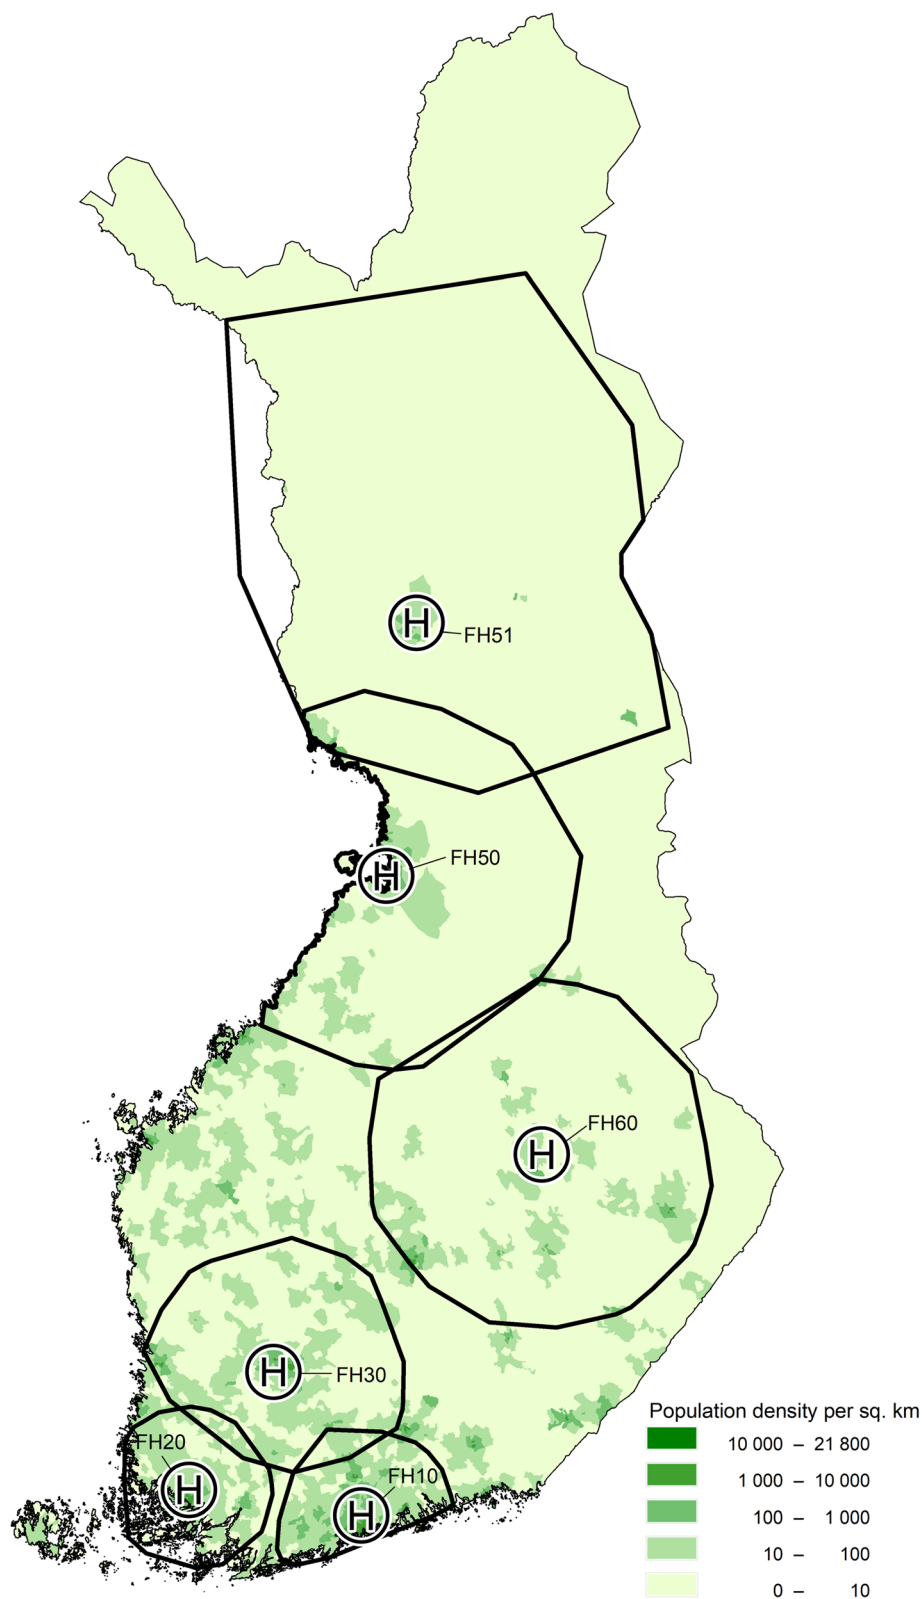 H
FH51
FH50
H
FH60
H
H
FH30
FH20
H
FH10
H
Population density per sq. km
10 000 – 21 800
1 000 – 10 000
100 – 1 000
10 – 100
0 – 10